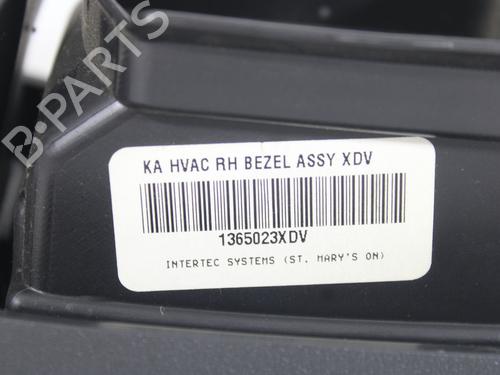 KA HVAC RH BEZEL ASSY XDV
1365023XDV
INTERTEC SYSTEMS (ST. MARY'S ON)
B-PARTS